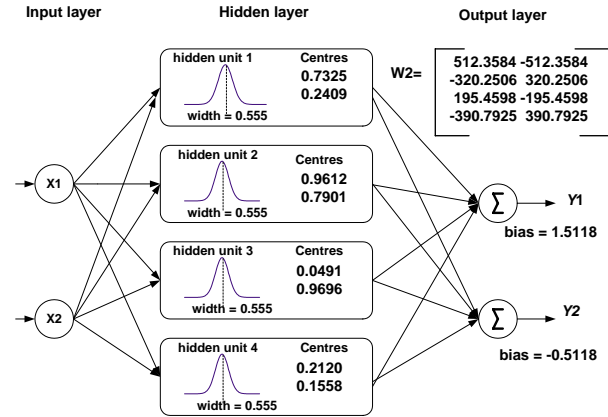 Input layer
Hidden layer
Output layer
hidden unit 1
Centres
0.7325
0.2409
width = 0.555
W2=
512.3584 -512.3584
-320.2506 320.2506
195.4598 -195.4598
-390.7925 390.7925
hidden unit 2
Centres
0.9612
0.7901
width = 0.555
X1
Σ
Y1
bias = 1.5118
hidden unit 3
Centres
0.0491
0.9696
width = 0.555
X2
Σ
Y2
bias = -0.5118
hidden unit 4
Centres
0.2120
0.1558
width = 0.555